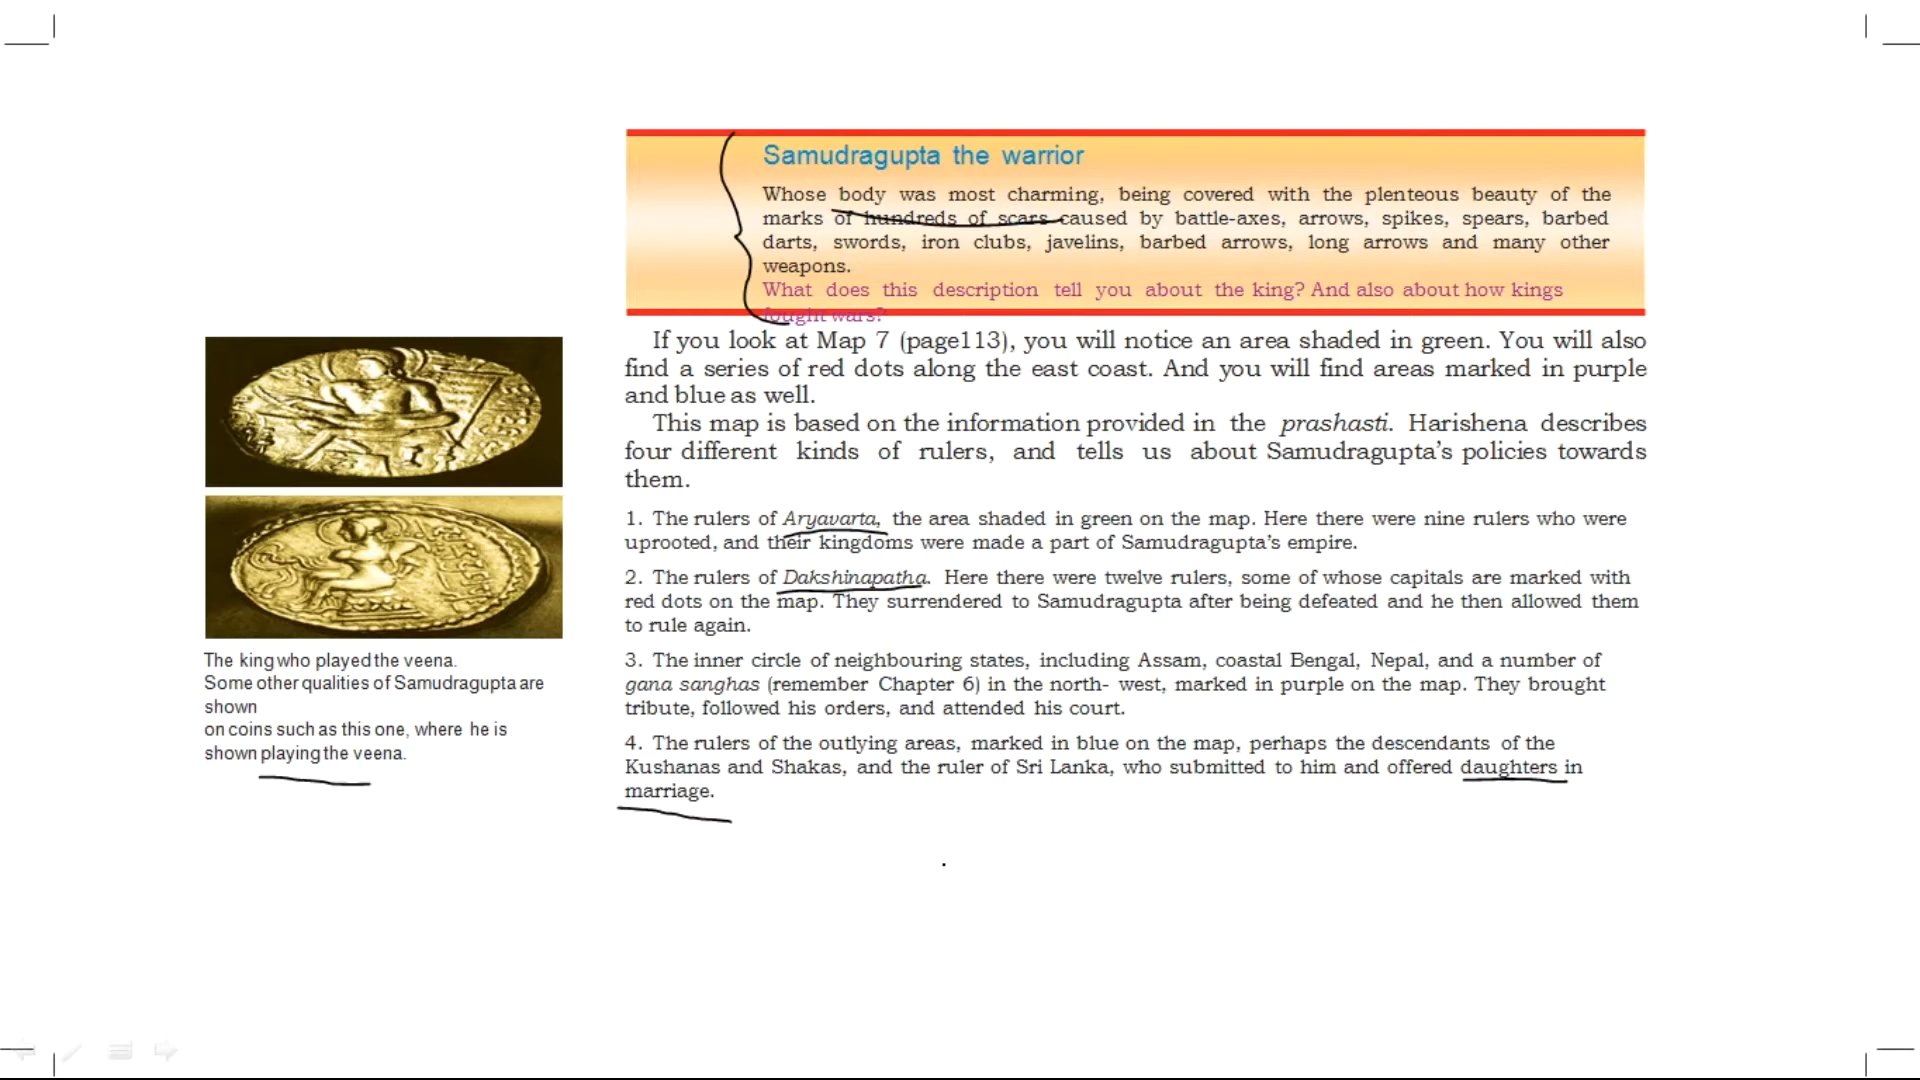 Samudragupta the warrior
Whose body was most charming, being covered with the plenteous beauty of the
marks of hundreds of scars caused by battle-axes, arrows, spikes, spears, barbed
darts, swords, iron clubs, javelins, barbed arrows, long arrows and many other
weapons.
What does this description tell you about the king? And also about how kings
fought wars?
If you look at Map 7 (page113), you will notice an area shaded in green. You will also
find a series of red dots along the east coast. And you will find areas marked in purple
and blue as well.
This map is based on the information provided in the prashasti. Harishena describes
four different kinds of rulers, and tells us about Samudragupta's policies towards
them.
1. The rulers of Aryavarta, the area shaded in green on the map. Here there were nine rulers who were
uprooted, and their kingdoms were made a part of Samudragupta's empire.
2. The rulers of Dakshinapatha. Here there were twelve rulers, some of whose capitals are marked with
red dots on the map. They surrendered to Samudragupta after being defeated and he then allowed them
to rule again.
3. The inner circle of neighbouring states, including Assam, coastal Bengal, Nepal, and a number of
gana sanghas (remember Chapter 6) in the north- west, marked in purple on the map. They brought
tribute, followed his orders, and attended his court.
4. The rulers of the outlying areas, marked in blue on the map, perhaps the descendants of the
Kushanas and Shakas, and the ruler of Sri Lanka, who submitted to him and offered daughters in
marriage.
The king who played the veena.
Some other qualities of Samudragupta are
shown
on coins such as this one, where he is
shown playing the veena.